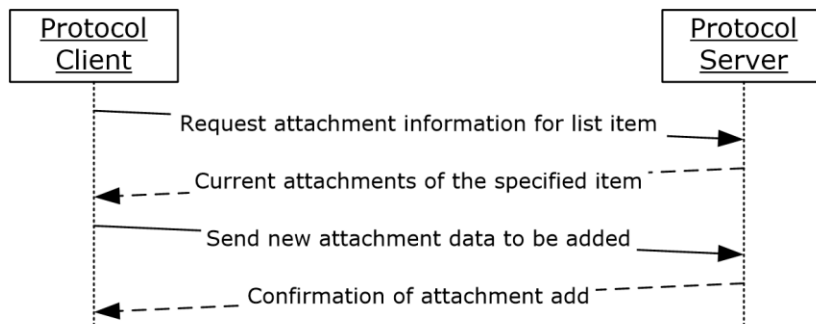 Protocol
Client
Protocol
Server
Request attachment information for list item
Current attachments of the specified item
Send new attachment data to be added
Confirmation of attachment add